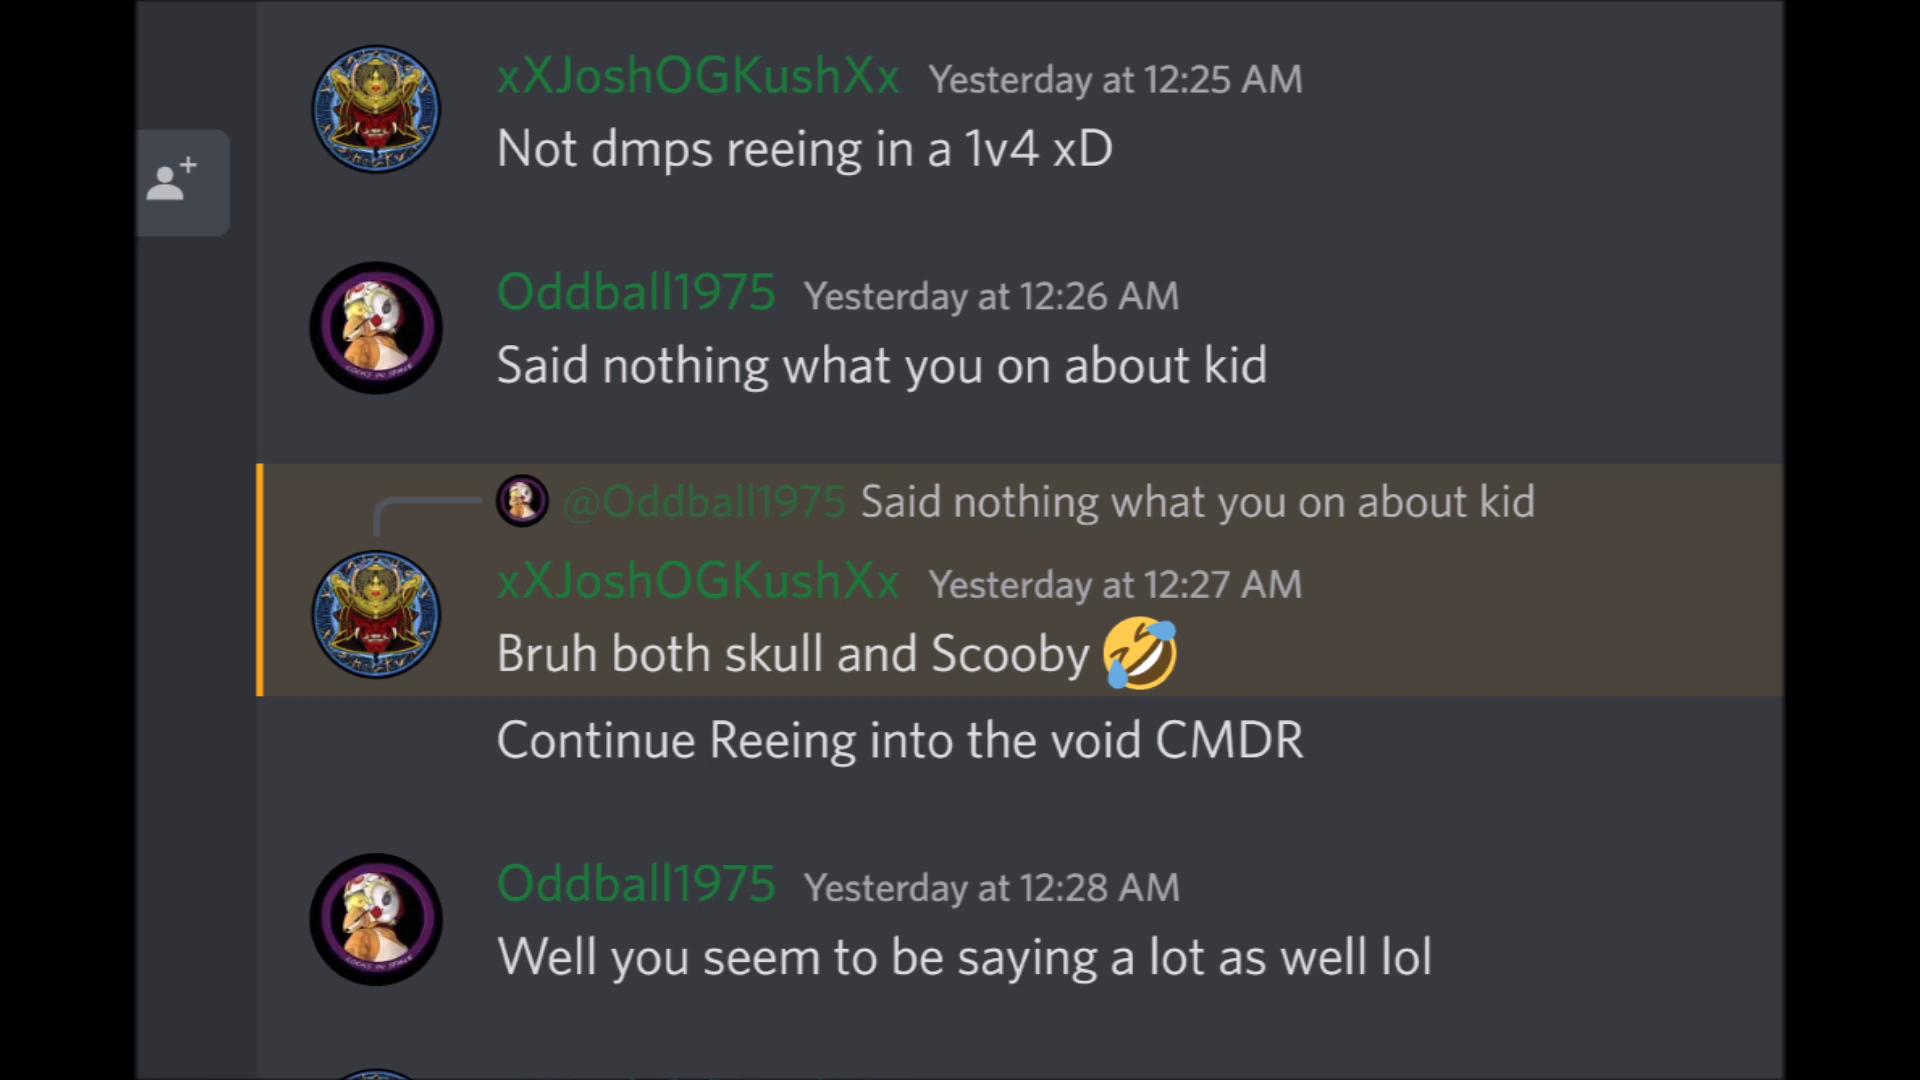 xXJoshOGKushXx Yesterday at 12:25 AM
Not dmps reeing in a 1v4 xD
Oddball1975 Yesterday at 12:26 AM
Said nothing what you on about kid
@Oddball1975 Said nothing what you on about kid
xXJoshOGKushXx Yesterday at 12:27 AM
Bruh both skull and Scooby 🤣
Continue Reeing into the void CMDR
Oddball1975 Yesterday at 12:28 AM
Well you seem to be saying a lot as well lol